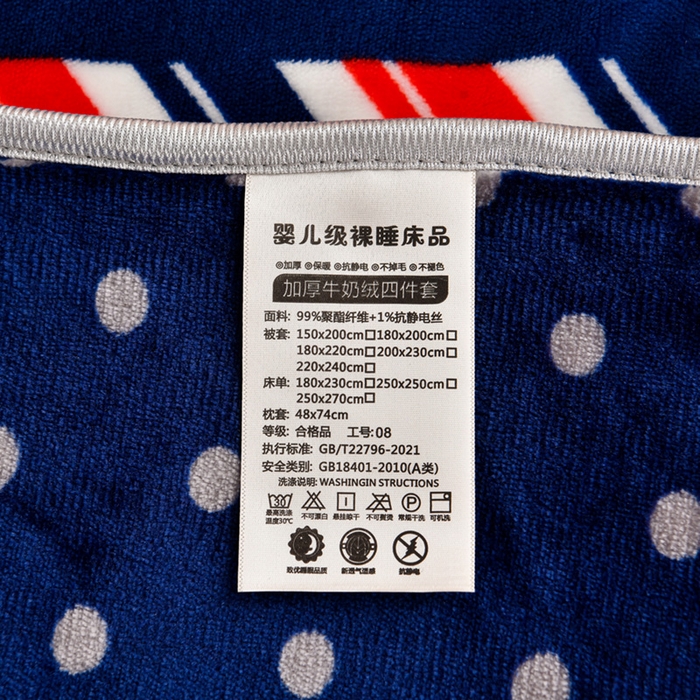 婴儿级裸睡床品
◎加厚 ◎保暖 ◎抗静电 ◎不掉毛 ◎不褪色
加厚牛奶绒四件套
面料: 99%聚酯纤维+1%抗静电丝
被套: 150x200cm□180x200cm□
180x220cm□200x230cm□
220x240cm□
床单: 180x230cm□250x250cm□
250x270cm□
枕套: 48x74cm
等级: 合格品 工号:08
执行标准: GB/T22796-2021
安全类别: GB18401-2010(A类)
洗涤说明: WASHINGIN STRUCTIONS
30 P
最高洗涤温度30℃ 不可漂白 悬挂晾干 不可熨烫 常规干洗 可机洗
致优睡眠品质 新透气语感 抗静电